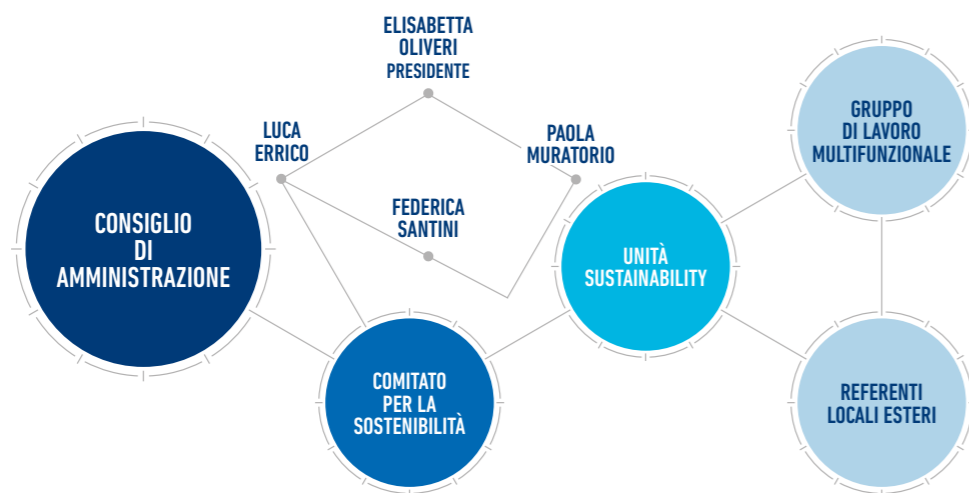 ELISABETTA
OLIVERI
PRESIDENTE
LUCA
ERRICO
PAOLA
MURATORIO
FEDERICA
SANTINI
CONSIGLIO
DI
AMMINISTRAZIONE
COMITATO
PER LA
SOSTENIBILITÀ
UNITÀ
SUSTAINABILITY
GRUPPO
DI LAVORO
MULTIFUNZIONALE
REFERENTI
LOCALI ESTERI